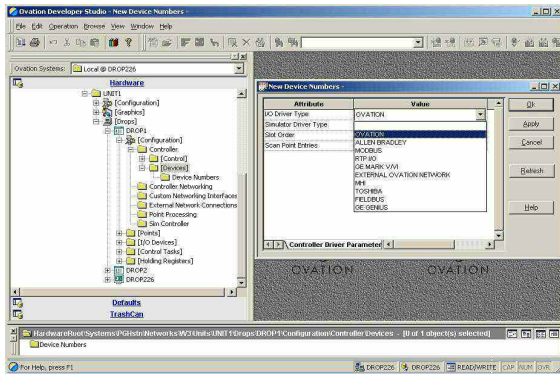 Ovation Developer Studio - New Device Numbers -
File Edit Operation Browse View Window Help
Ovation Systems: Local @ DROP226
Hardware
UNIT1
[Configuration]
[Graphics]
[Drops]
DROP1
[Configuration]
Controller
[Control]
[Devices]
Device Numbers
Controller Networking
Custom Networking Interfaces
External Network Connections
Point Processing
Sim Controller
[Points]
[I/O Devices]
[Control Tasks]
[Holding Registers]
DROP2
DROP226
Defaults
TrashCan
New Device Numbers -
Attribute Value
I/O Driver Type OVATION
Simulator Driver Type
Slot Order
Scan Point Entries
OVATION
ALLEN BRADLEY
MODBUS
RTP I/O
GE MARK V/VI
EXTERNAL OVATION NETWORK
MHI
TOSHIBA
FIELDBUS
GE GENIUS
Controller Driver Parameter
Ok
Apply
Cancel
Refresh
Help
OVATION OVATION
HardwareRoot\Systems\PGHstn\Networks\W3\Units\UNIT1\Drops\DROP1\Configuration\Controller\Devices - [0 of 1 object(s) selected]
Device Numbers
For Help, press F1
DROP226 DROP226 READ/WRITE CAP NUM OVR